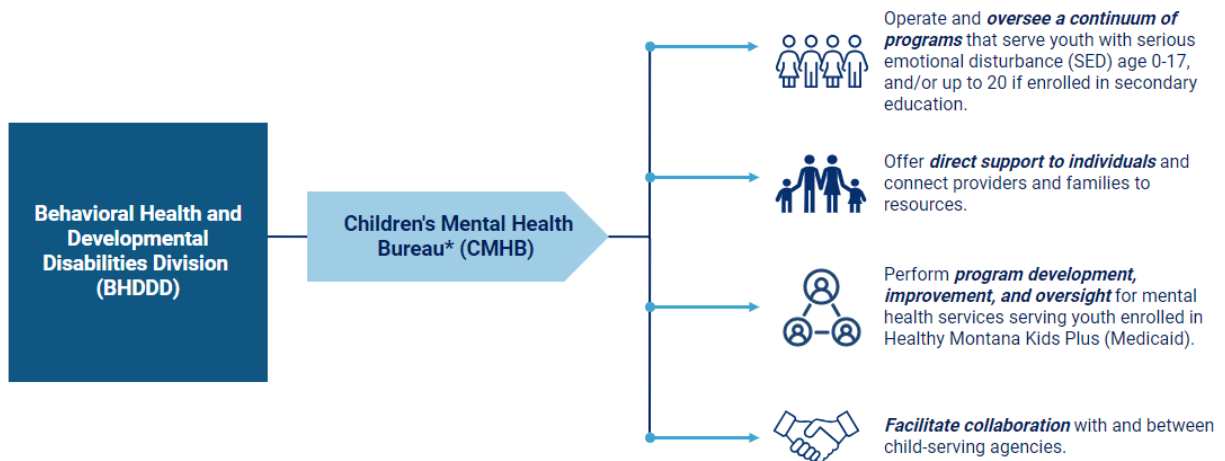 Behavioral Health and
Developmental
Disabilities Division
(BHDDD)
Children's Mental Health
Bureau* (CMHB)
Operate and oversee a continuum of
programs that serve youth with serious
emotional disturbance (SED) age 0-17,
and/or up to 20 if enrolled in secondary
education.
Offer direct support to individuals and
connect providers and families to
resources.
Perform program development,
improvement, and oversight for mental
health services serving youth enrolled in
Healthy Montana Kids Plus (Medicaid).
Facilitate collaboration with and between
child-serving agencies.